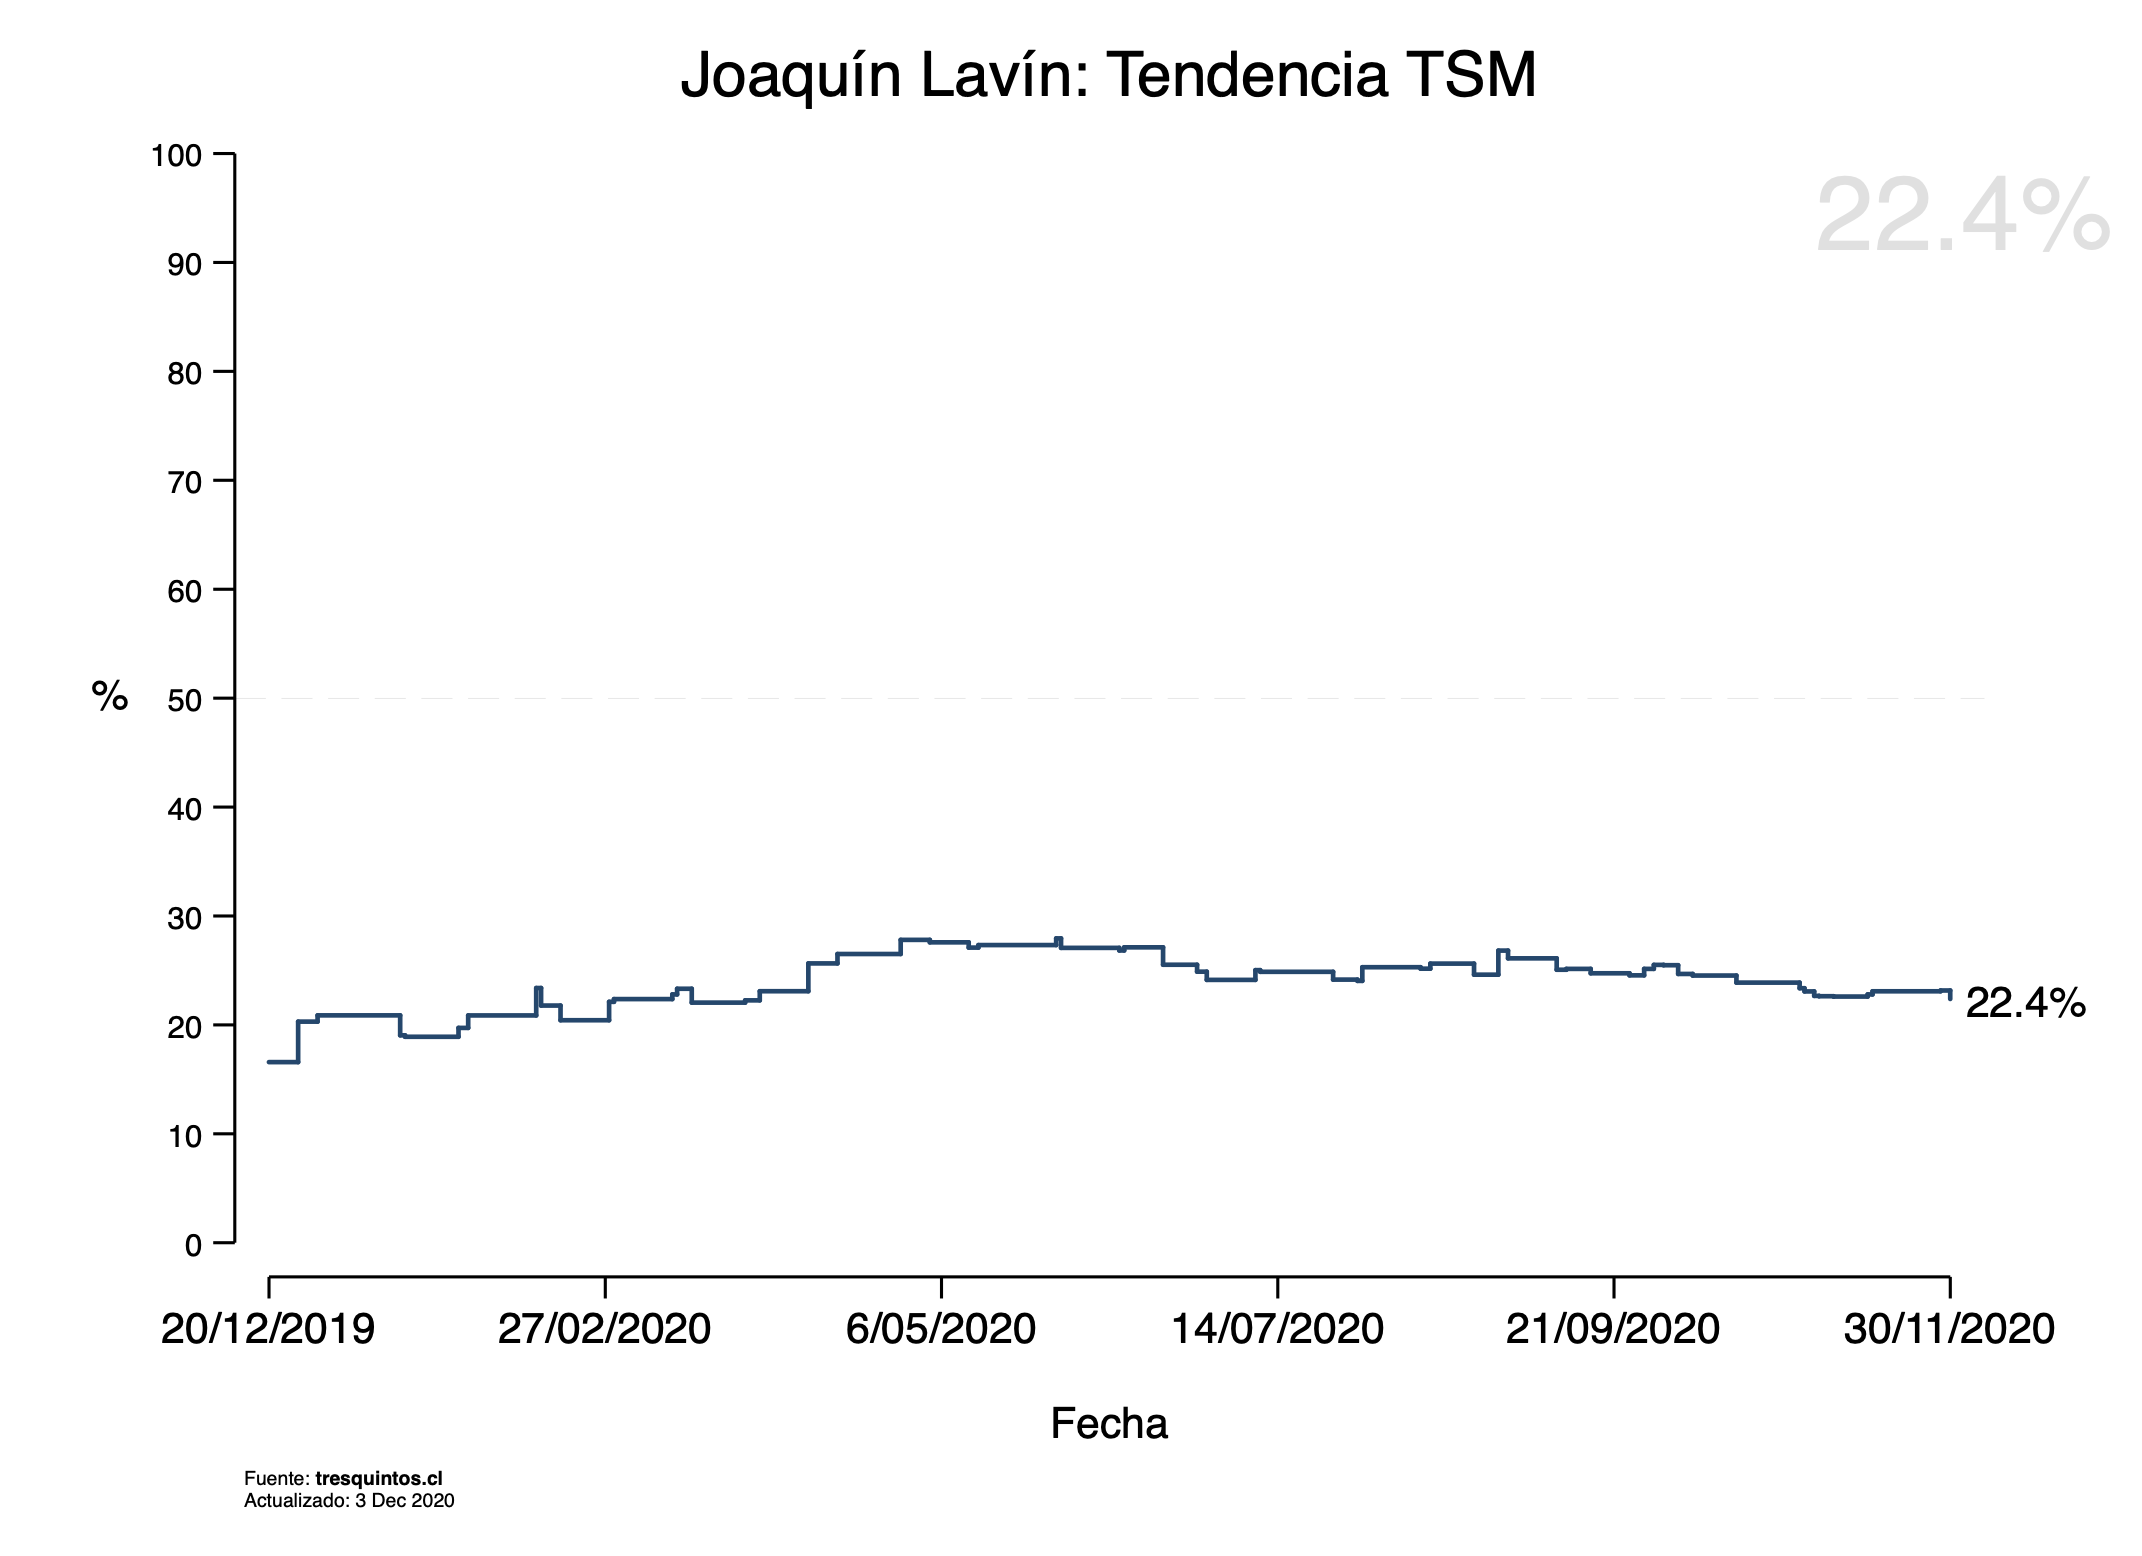 Joaquín Lavín: Tendencia TSM
22.4%
100
90
80
70
60
50
40
30
20
10
0
%
22.4%
20/12/2019 27/02/2020 6/05/2020 14/07/2020 21/09/2020 30/11/2020
Fecha
Fuente: tresquintos.cl
Actualizado: 3 Dec 2020